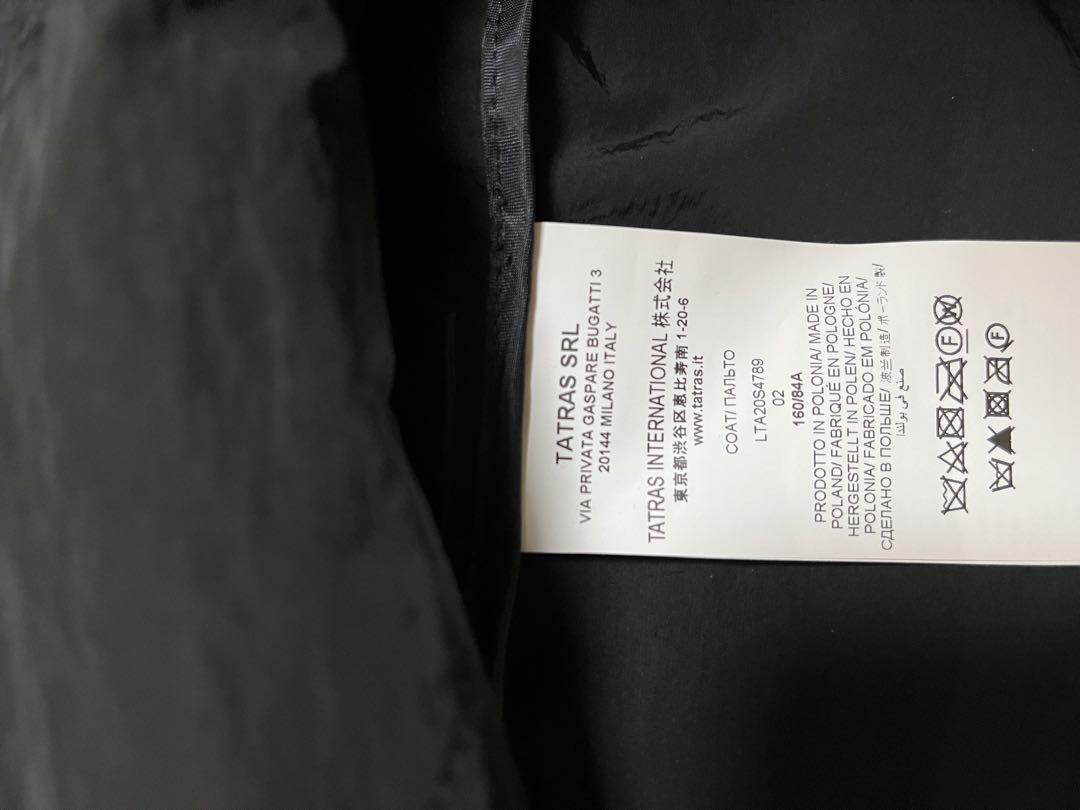 TATRAS SRL
VIA PRIVATA GASPARE BUGATTI 3
20144 MILANO ITALY
TATRAS INTERNATIONAL 株式会社
東京都渋谷区恵比寿南 1-20-6
www.tatras.it
COAT/ ПАЛЬТО
LTA20S4789
02
160/84A
PRODOTTO IN POLONIA/ MADE IN
POLAND/ FABRIQUÉ EN POLOGNE/
HERGESTELLT IN POLEN/ HECHO EN
POLONIA/ FABRICADO EM POLÓNIA/
СДЕЛАНО В ПОЛЬШЕ/ 波兰制造/ ポーランド製/
صنع في بولندا
F W
F